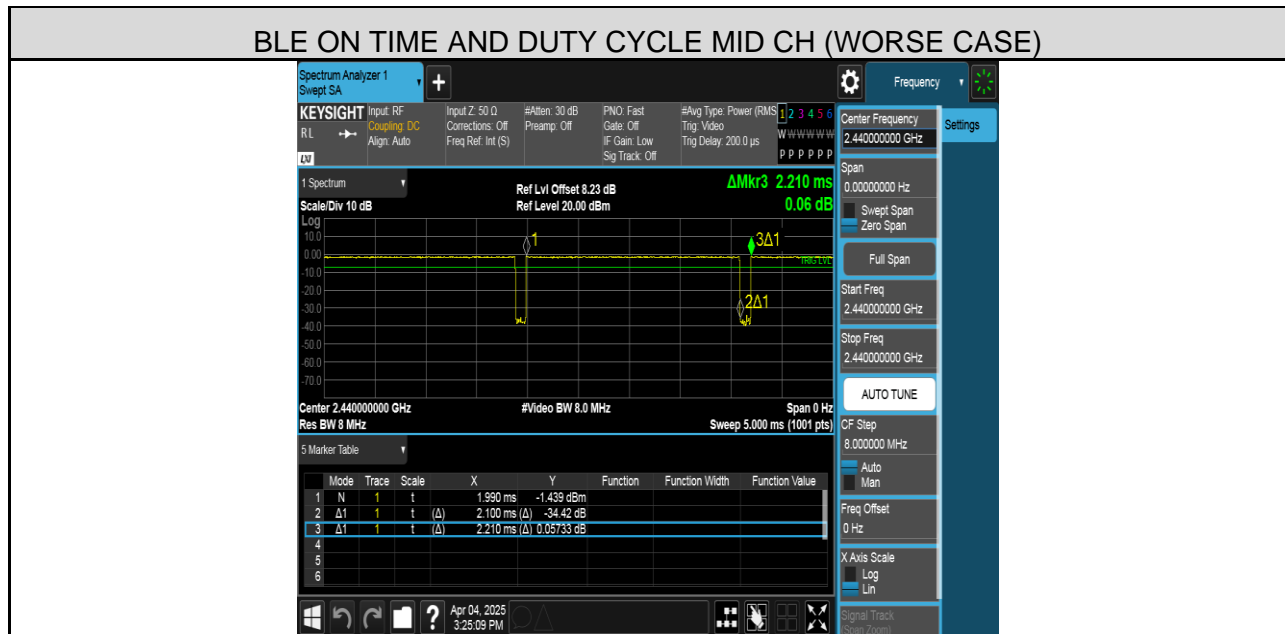 BLE ON TIME AND DUTY CYCLE MID CH (WORSE CASE)
Spectrum Analyzer 1
Swept SA
+
Frequency
KEYSIGHT
RL
LXI
Input: RF
Coupling: DC
Align: Auto
Input Z: 50 Ω
Corrections: Off
Freq Ref: Int (S)
#Atten: 30 dB
Preamp: Off
PNO: Fast
Gate: Off
IF Gain: Low
Sig Track: Off
#Avg Type: Power (RMS
Trig: Video
Trig Delay: 200.0 µs
1 2 3 4 5 6
W W W W W W
P P P P P P
1 Spectrum
Scale/Div 10 dB
Ref Lvl Offset 8.23 dB
Ref Level 20.00 dBm
ΔMkr3 2.210 ms
0.06 dB
Log
10.0
0.00
-10.0
-20.0
-30.0
-40.0
-50.0
-60.0
-70.0
1
3Δ1
TRIG LVL
2Δ1
Center 2.440000000 GHz
#Video BW 8.0 MHz
Span 0 Hz
Res BW 8 MHz
Sweep 5.000 ms (1001 pts)
5 Marker Table
Mode Trace Scale X Y Function Function Width Function Value
1 N 1 t 1.990 ms -1.439 dBm
2 Δ1 1 t (Δ) 2.100 ms (Δ) -34.42 dB
3 Δ1 1 t (Δ) 2.210 ms (Δ) 0.05733 dB
4
5
6
Apr 04, 2025
3:25:09 PM
?
Center Frequency
2.440000000 GHz
Settings
Span
0.00000000 Hz
Swept Span
Zero Span
Full Span
Start Freq
2.440000000 GHz
Stop Freq
2.440000000 GHz
AUTO TUNE
CF Step
8.000000 MHz
Auto
Man
Freq Offset
0 Hz
X Axis Scale
Log
Lin
Signal Track
(Span Zoom)